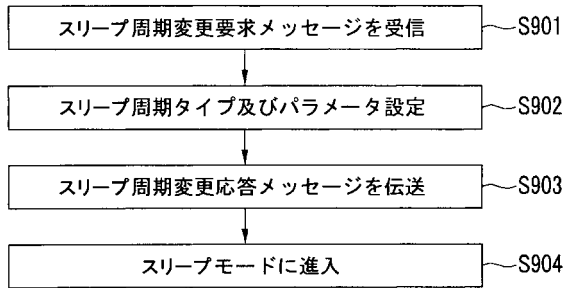 スリープ周期変更要求メッセージを受信 S901
スリープ周期タイプ及びパラメータ設定 S902
スリープ周期変更応答メッセージを伝送 S903
スリープモードに進入 S904